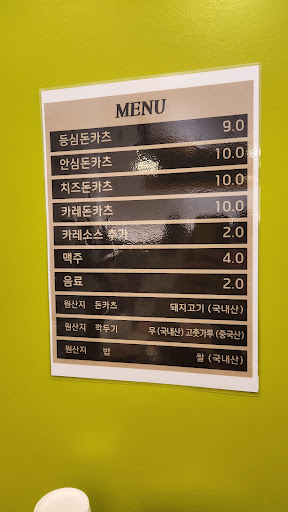 MENU
등심돈카츠 9.0
안심돈카츠 10.0
치즈돈카츠 10.0
카레돈카츠 10.0
카레소스 추가 2.0
맥주 4.0
음료 2.0
원산지 돈카츠 돼지고기 (국내산)
원산지 깍두기 무 (국내산) 고춧가루 (중국산)
원산지 밥 쌀 (국내산)